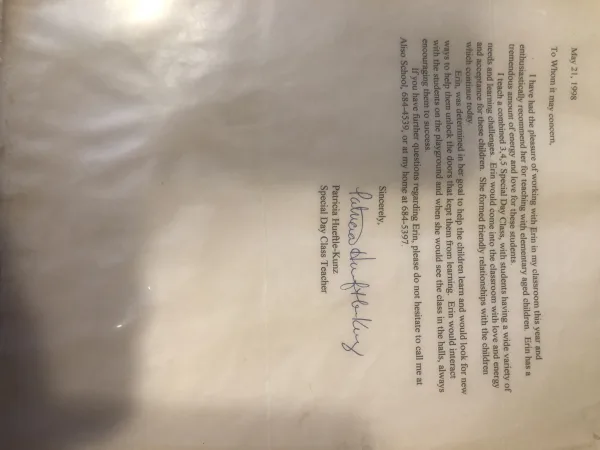 May 21, 1998
To Whom it may concern,
I have had the pleasure of working with Erin in my classroom this year and
enthusiastically recommend her for teaching with elementary aged children. Erin has a
tremendous amount of energy and love for these students.
I teach a combined 3,4,5 Special Day Class, with students having a wide variety of
needs and learning challenges. Erin would come into the classroom with love and energy
and acceptance for these children. She formed friendly relationships with the children
which continue today.
Erin, was determined in her goal to help the children learn and would look for new
ways to help them unlock the doors that kept them from learning. Erin would interact
with the students on the playground and when she would see the class in the halls, always
encouraging them to success.
If you have further questions regarding Erin, please do not hesitate to call me at
Also School, 684-4539, or at my home at 684-5397.
Sincerely,
Patricia Hueftle-Kunz
Patricia Hueftle-Kunz
Special Day Class Teacher